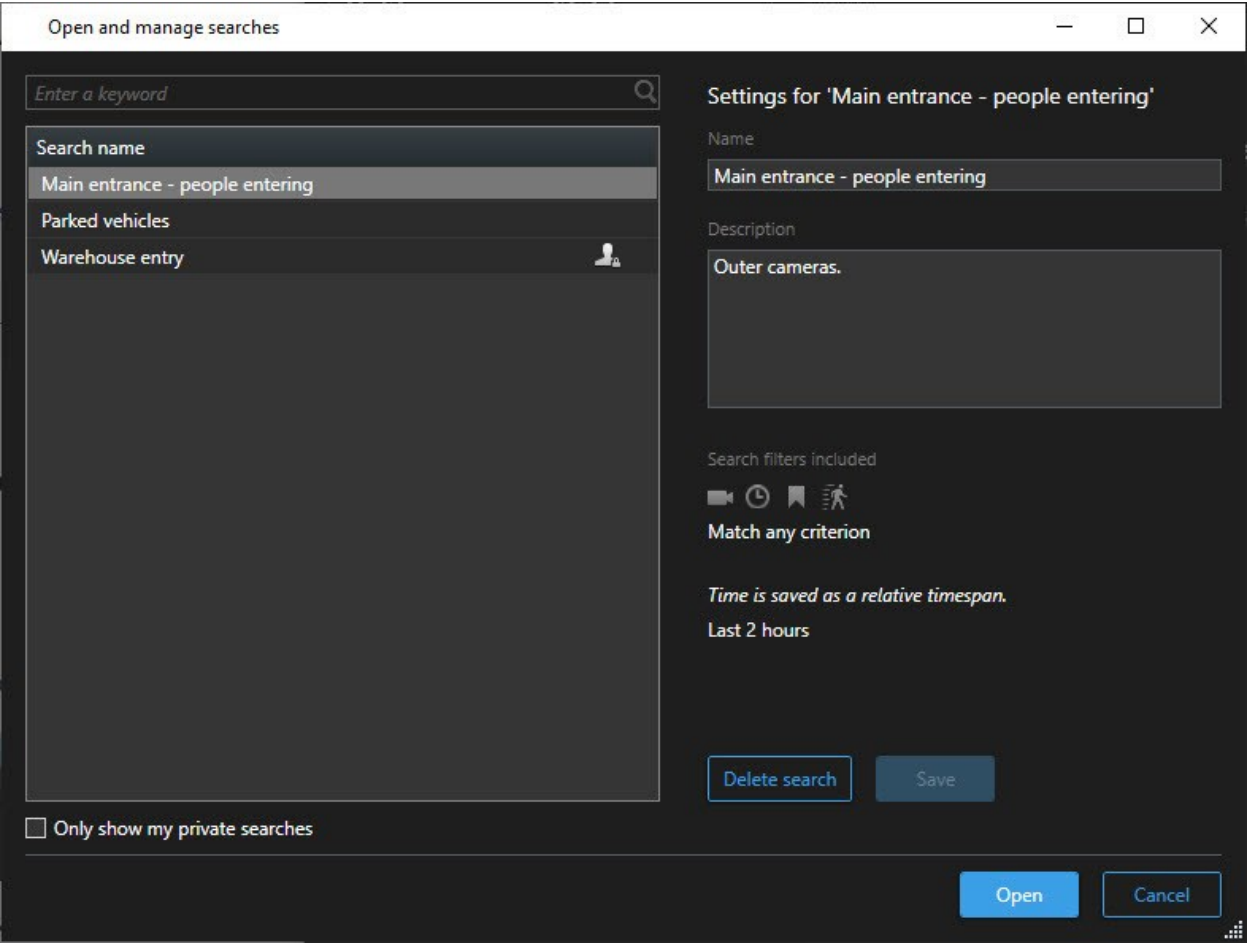 Open and manage searches
Enter a keyword
Search name
Main entrance - people entering
Parked vehicles
Warehouse entry
Only show my private searches
Settings for 'Main entrance - people entering'
Name
Main entrance - people entering
Description
Outer cameras.
Search filters included
Match any criterion
Time is saved as a relative timespan.
Last 2 hours
Delete search
Save
Open
Cancel